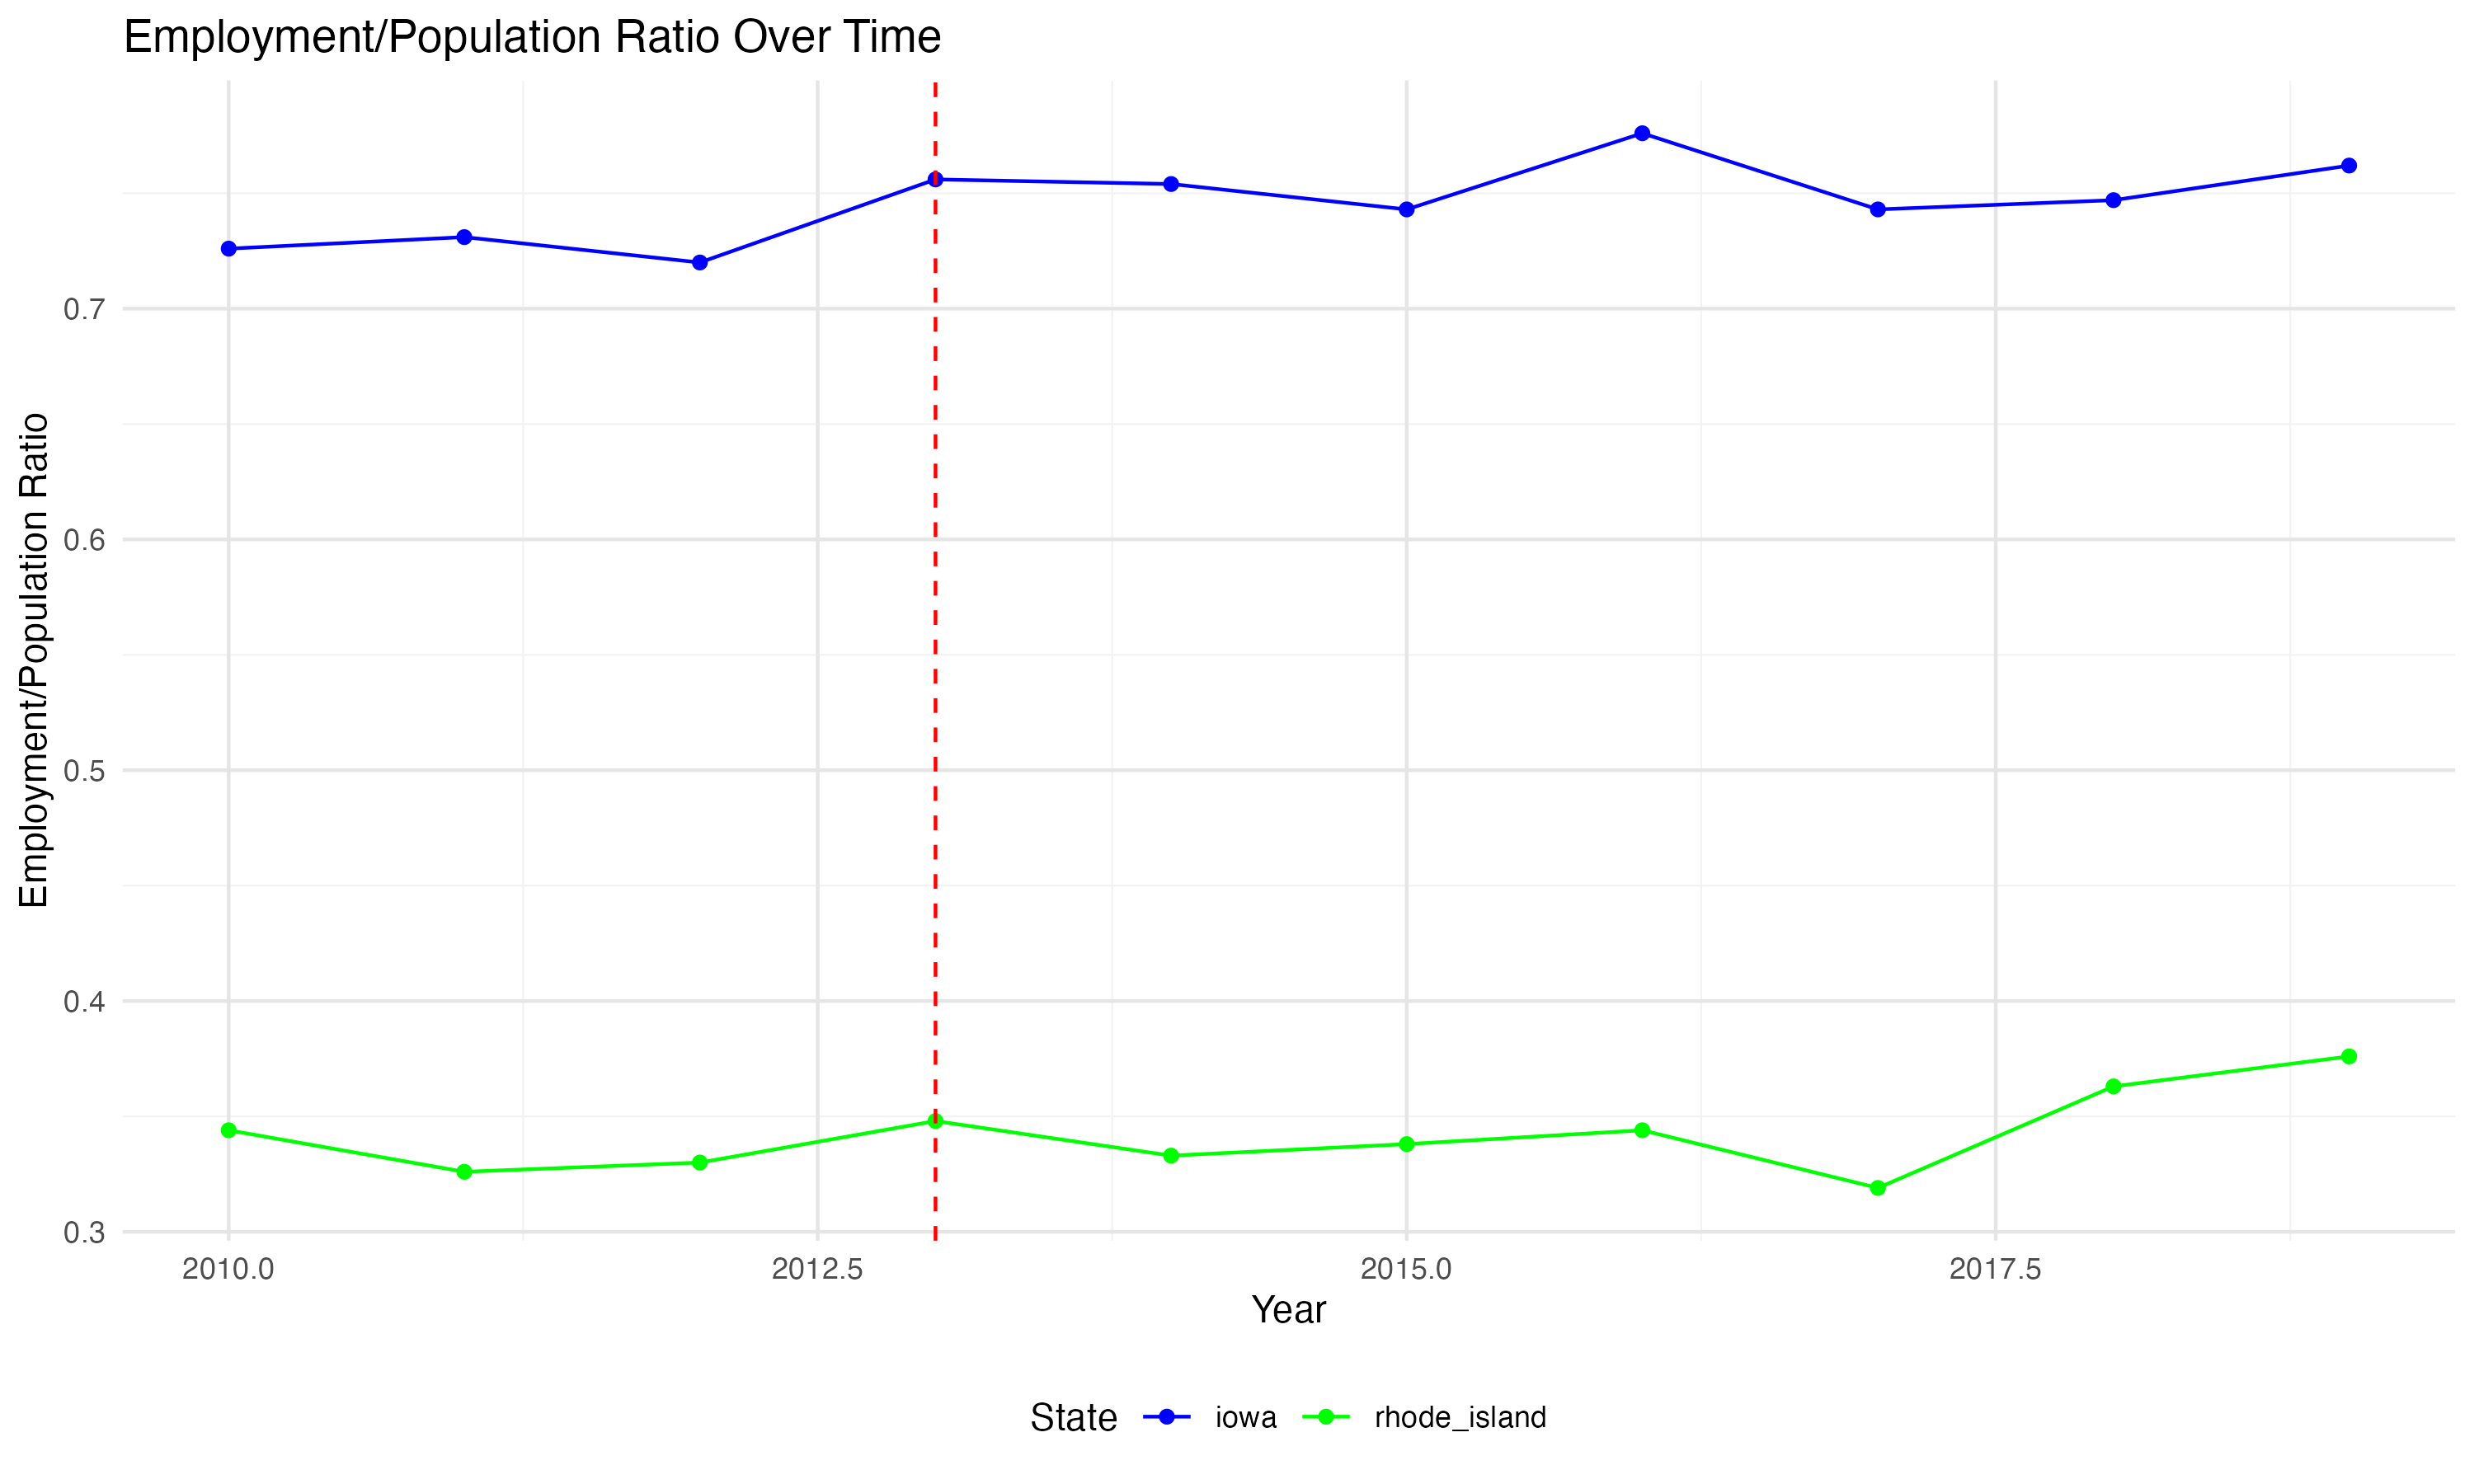 Employment/Population Ratio Over Time
Employment/Population Ratio
0.7
0.6
0.5
0.4
0.3
2010.0 2012.5 2015.0 2017.5
Year
State iowa rhode_island